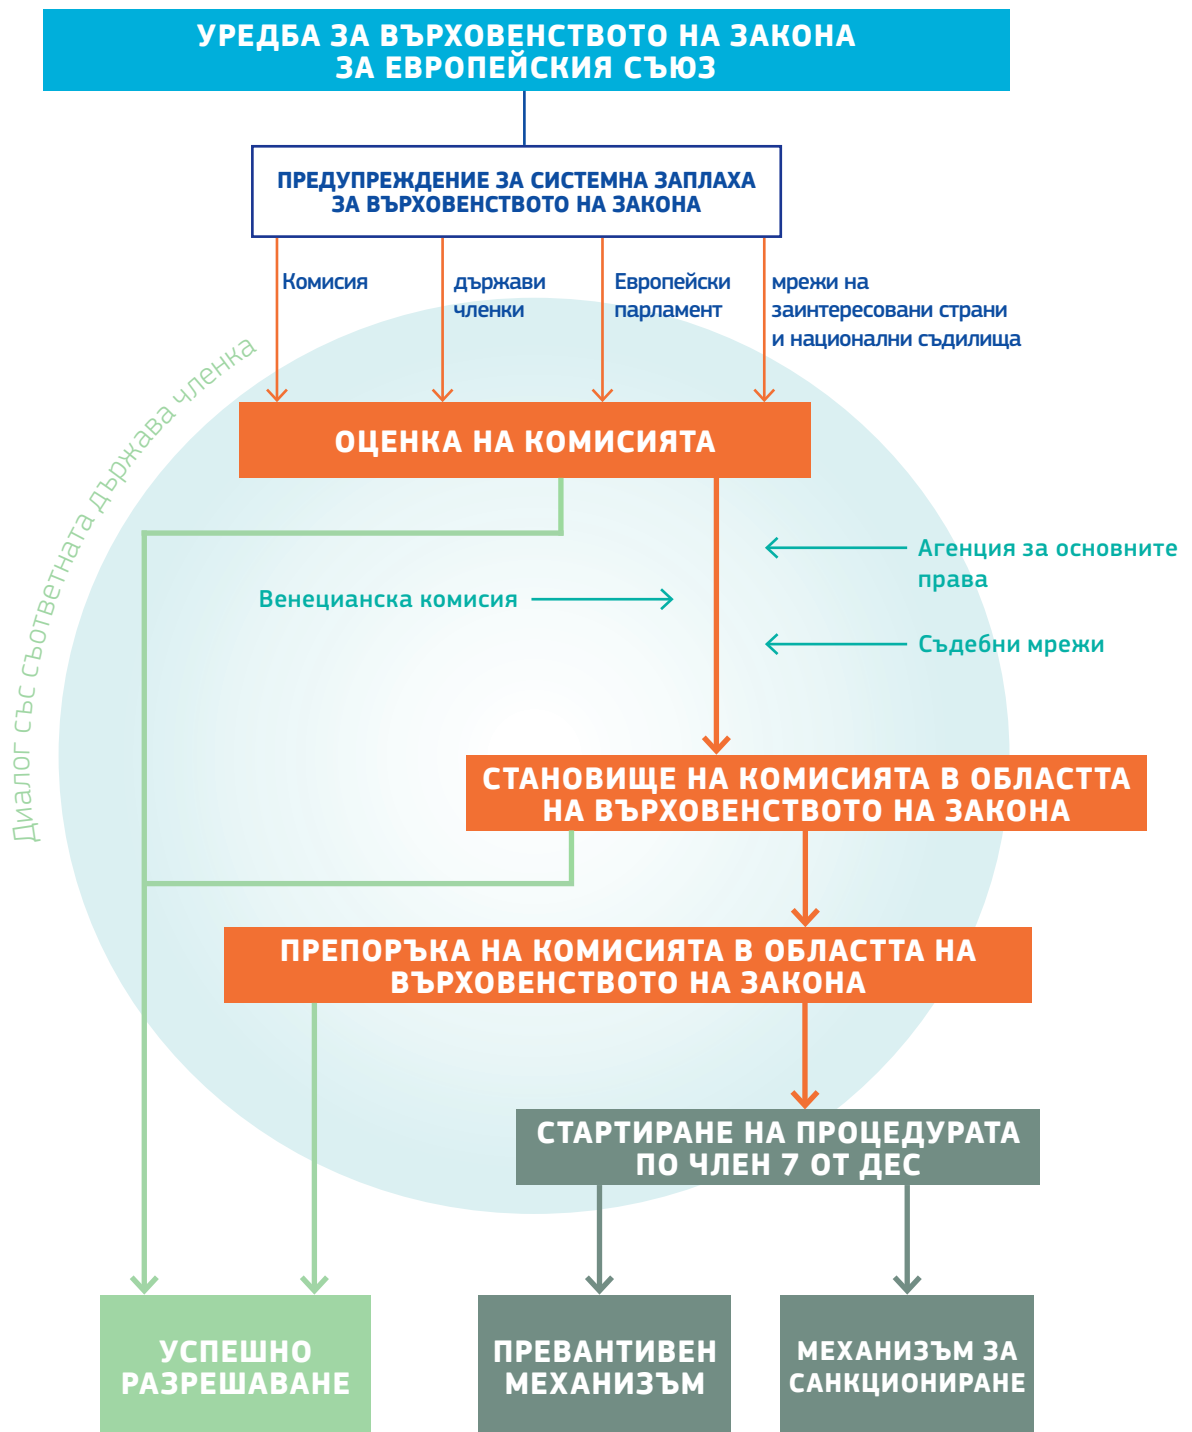 УРЕДБА ЗА ВЪРХОВЕНСТВОТО НА ЗАКОНА
ЗА ЕВРОПЕЙСКИЯ СЪЮЗ
ПРЕДУПРЕЖДЕНИЕ ЗА СИСТЕМНА ЗАПЛАХА
ЗА ВЪРХОВЕНСТВОТО НА ЗАКОНА
Комисия
държави
членки
Европейски
парламент
мрежи на
заинтересовани страни
и национални съдилища
Диалог със съответната държава членка
ОЦЕНКА НА КОМИСИЯТА
Агенция за основните
права
Венецианска комисия
Съдебни мрежи
СТАНОВИЩЕ НА КОМИСИЯТА В ОБЛАСТТА
НА ВЪРХОВЕНСТВОТО НА ЗАКОНА
ПРЕПОРЪКА НА КОМИСИЯТА В ОБЛАСТТА НА
ВЪРХОВЕНСТВОТО НА ЗАКОНА
СТАРТИРАНЕ НА ПРОЦЕДУРАТА
ПО ЧЛЕН 7 ОТ ДЕС
УСПЕШНО
РАЗРЕШАВАНЕ
ПРЕВАНТИВЕН
МЕХАНИЗЪМ
МЕХАНИЗЪМ ЗА
САНКЦИОНИРАНЕ